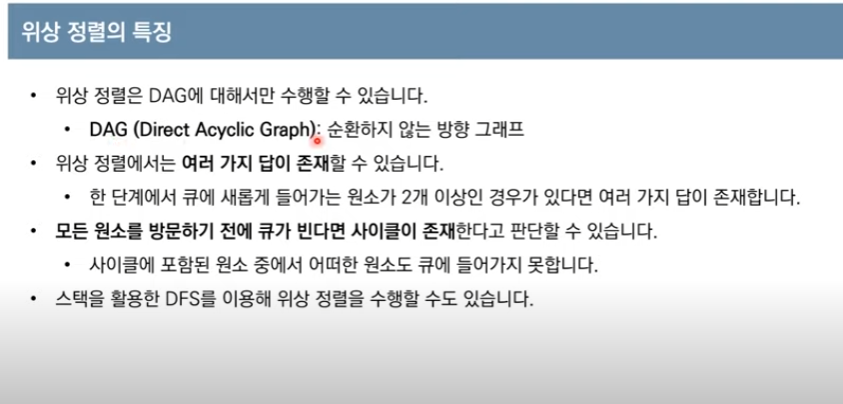 위상 정렬의 특징
• 위상 정렬은 DAG에 대해서만 수행할 수 있습니다.
• DAG (Direct Acyclic Graph): 순환하지 않는 방향 그래프
• 위상 정렬에서는 여러 가지 답이 존재할 수 있습니다.
• 한 단계에서 큐에 새롭게 들어가는 원소가 2개 이상인 경우가 있다면 여러 가지 답이 존재합니다.
• 모든 원소를 방문하기 전에 큐가 빈다면 사이클이 존재한다고 판단할 수 있습니다.
• 사이클에 포함된 원소 중에서 어떠한 원소도 큐에 들어가지 못합니다.
• 스택을 활용한 DFS를 이용해 위상 정렬을 수행할 수도 있습니다.